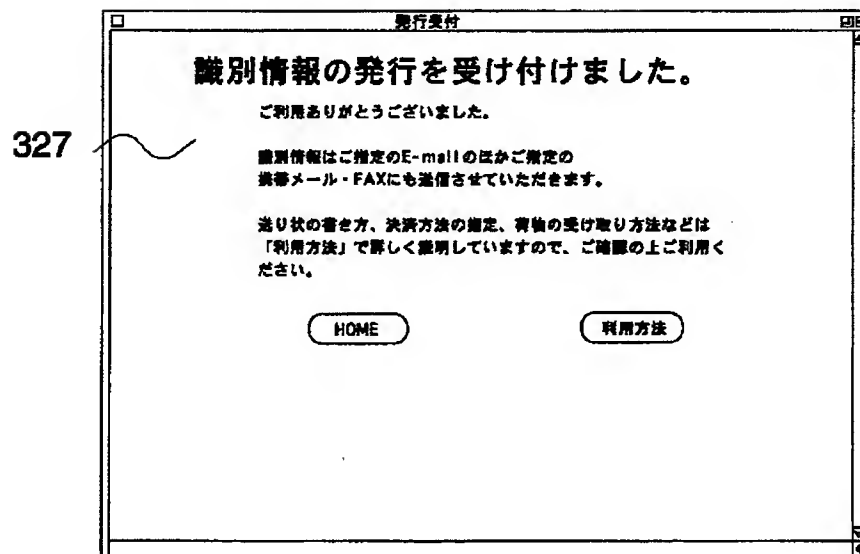 発行受付
識別情報の発行を受け付けました。
ご利用ありがとうございました。
327
識別情報はご指定のE-mailのほかご指定の
携帯メール・FAXにも送信させていただきます。
送り状の書き方、決済方法の指定、荷物の受け取り方法などは
「利用方法」で詳しく説明していますので、ご確認の上ご利用く
ださい。
HOME
利用方法